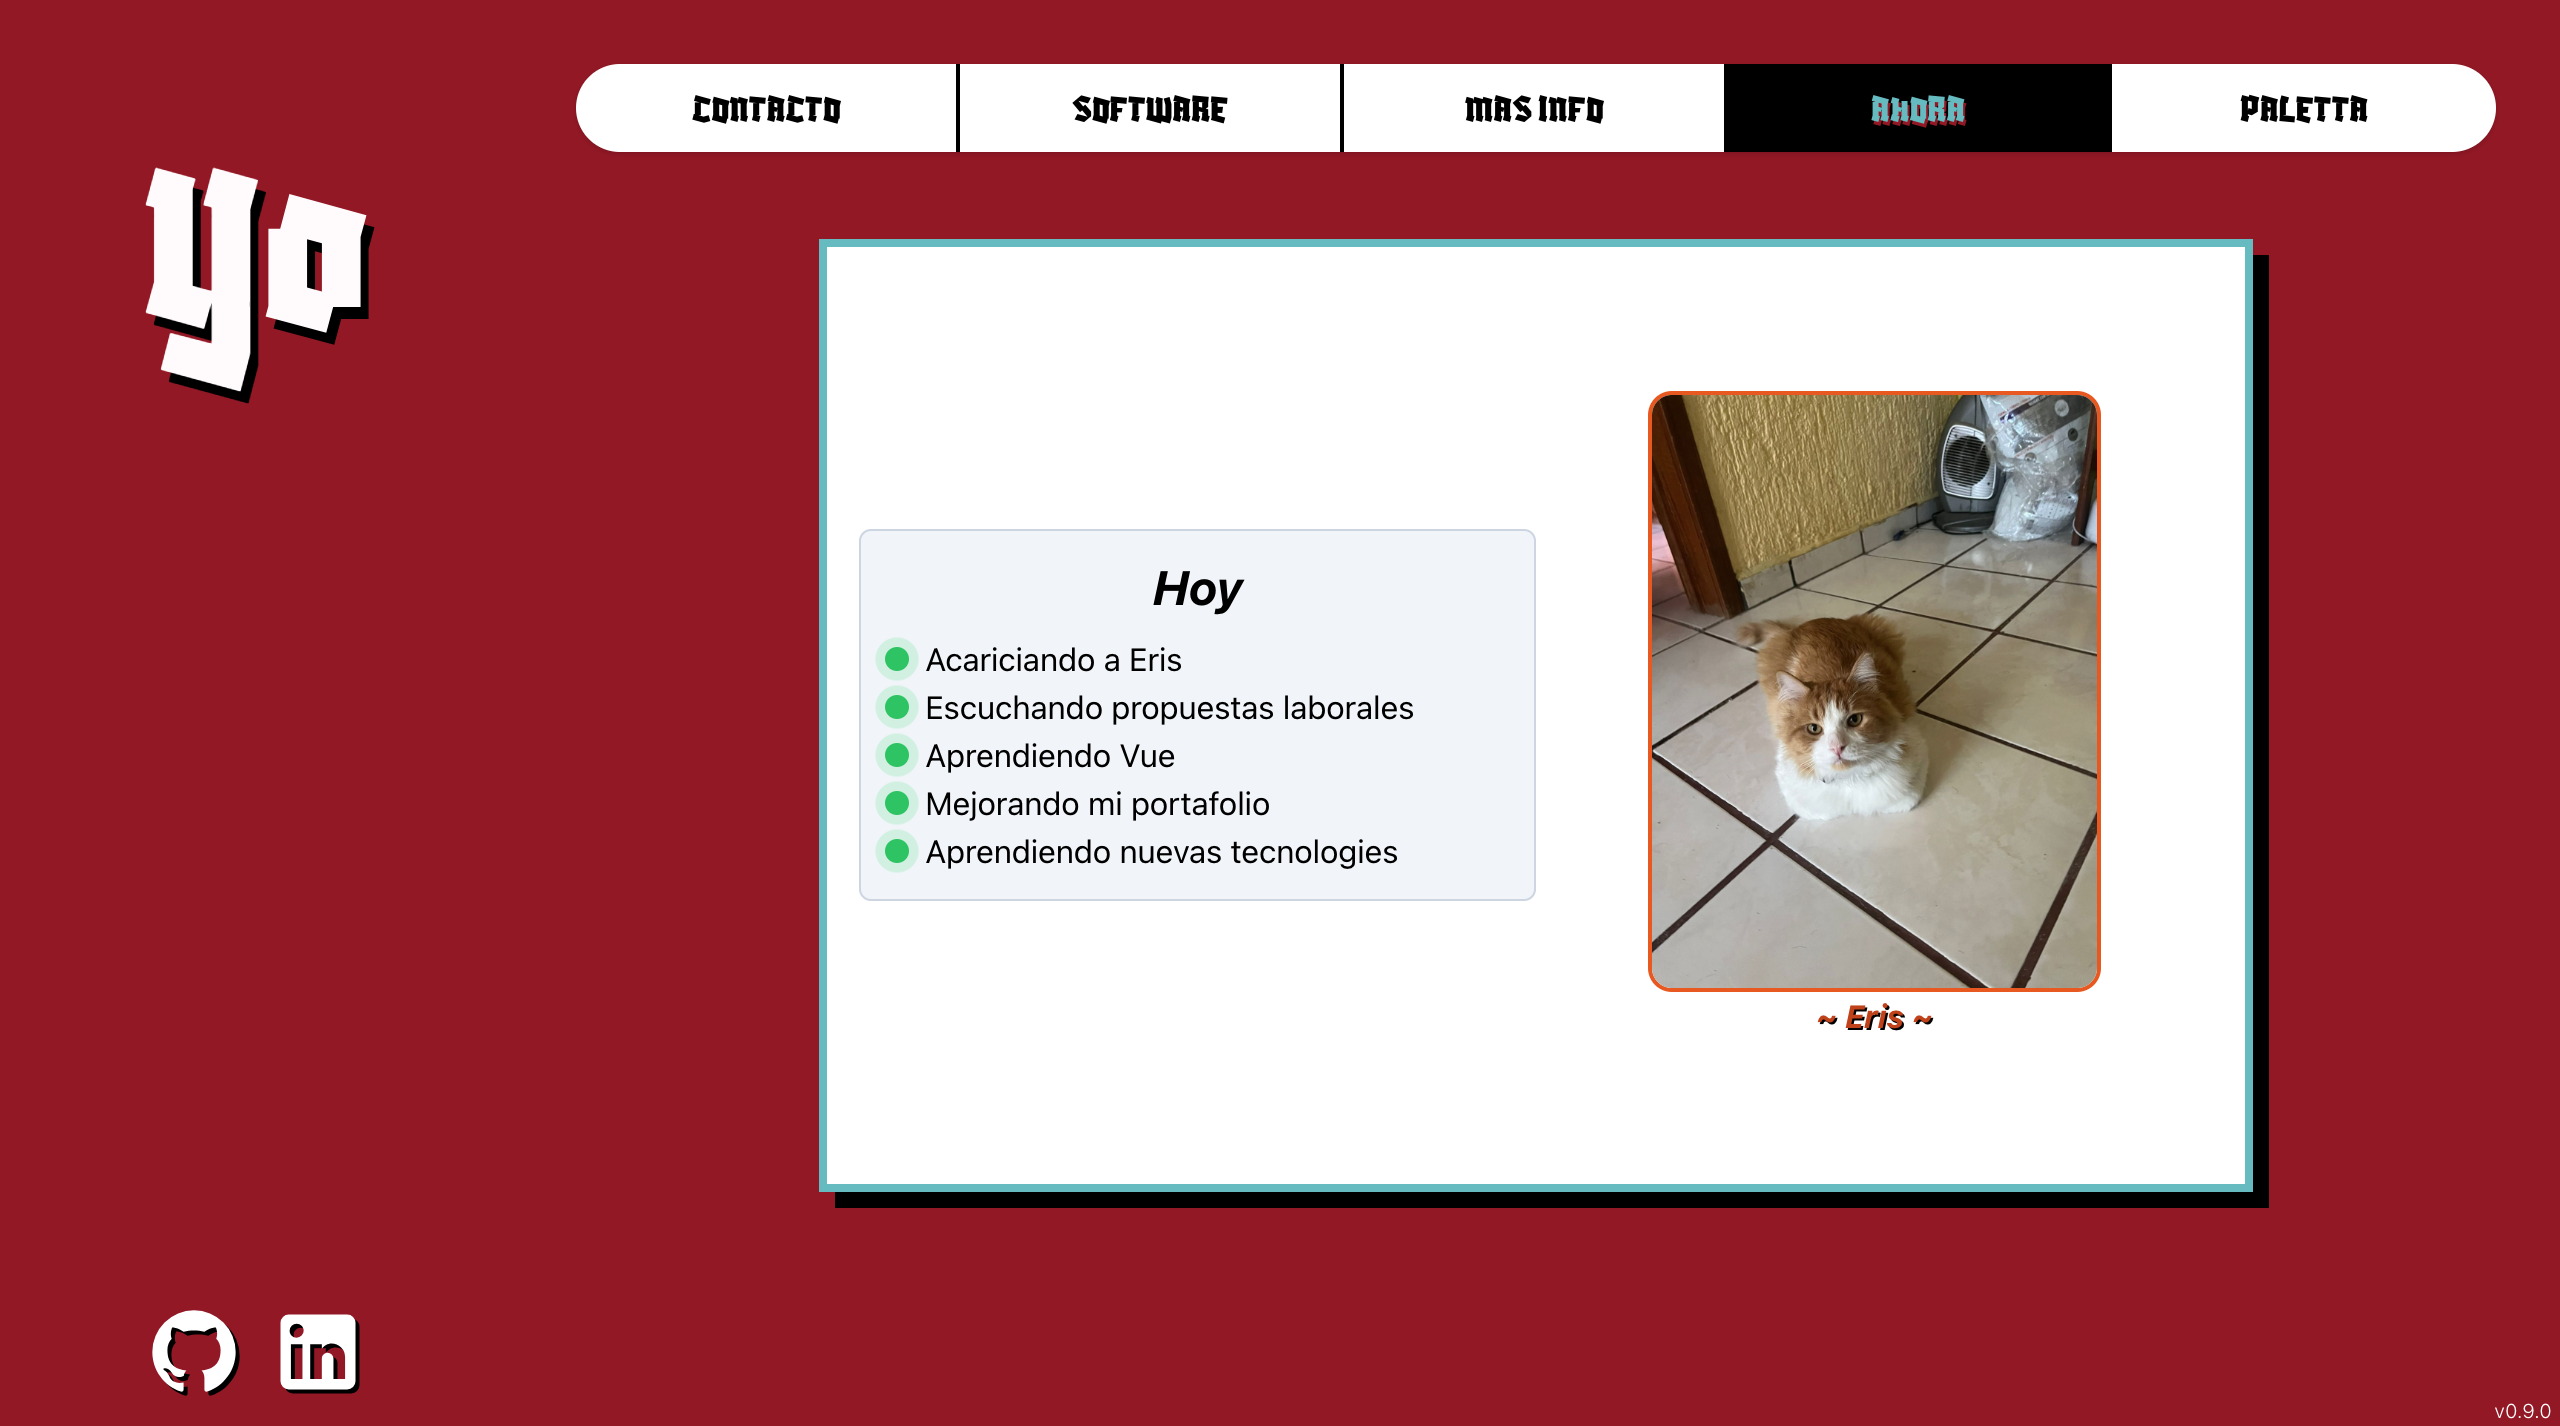 CONTACTO
SOFTWARE
MAS INFO
AHORA
PALETTA
yo
Hoy
Acariciando a Eris
Escuchando propuestas laborales
Aprendiendo Vue
Mejorando mi portafolio
Aprendiendo nuevas tecnologies
~ Eris ~
in
v0.9.0